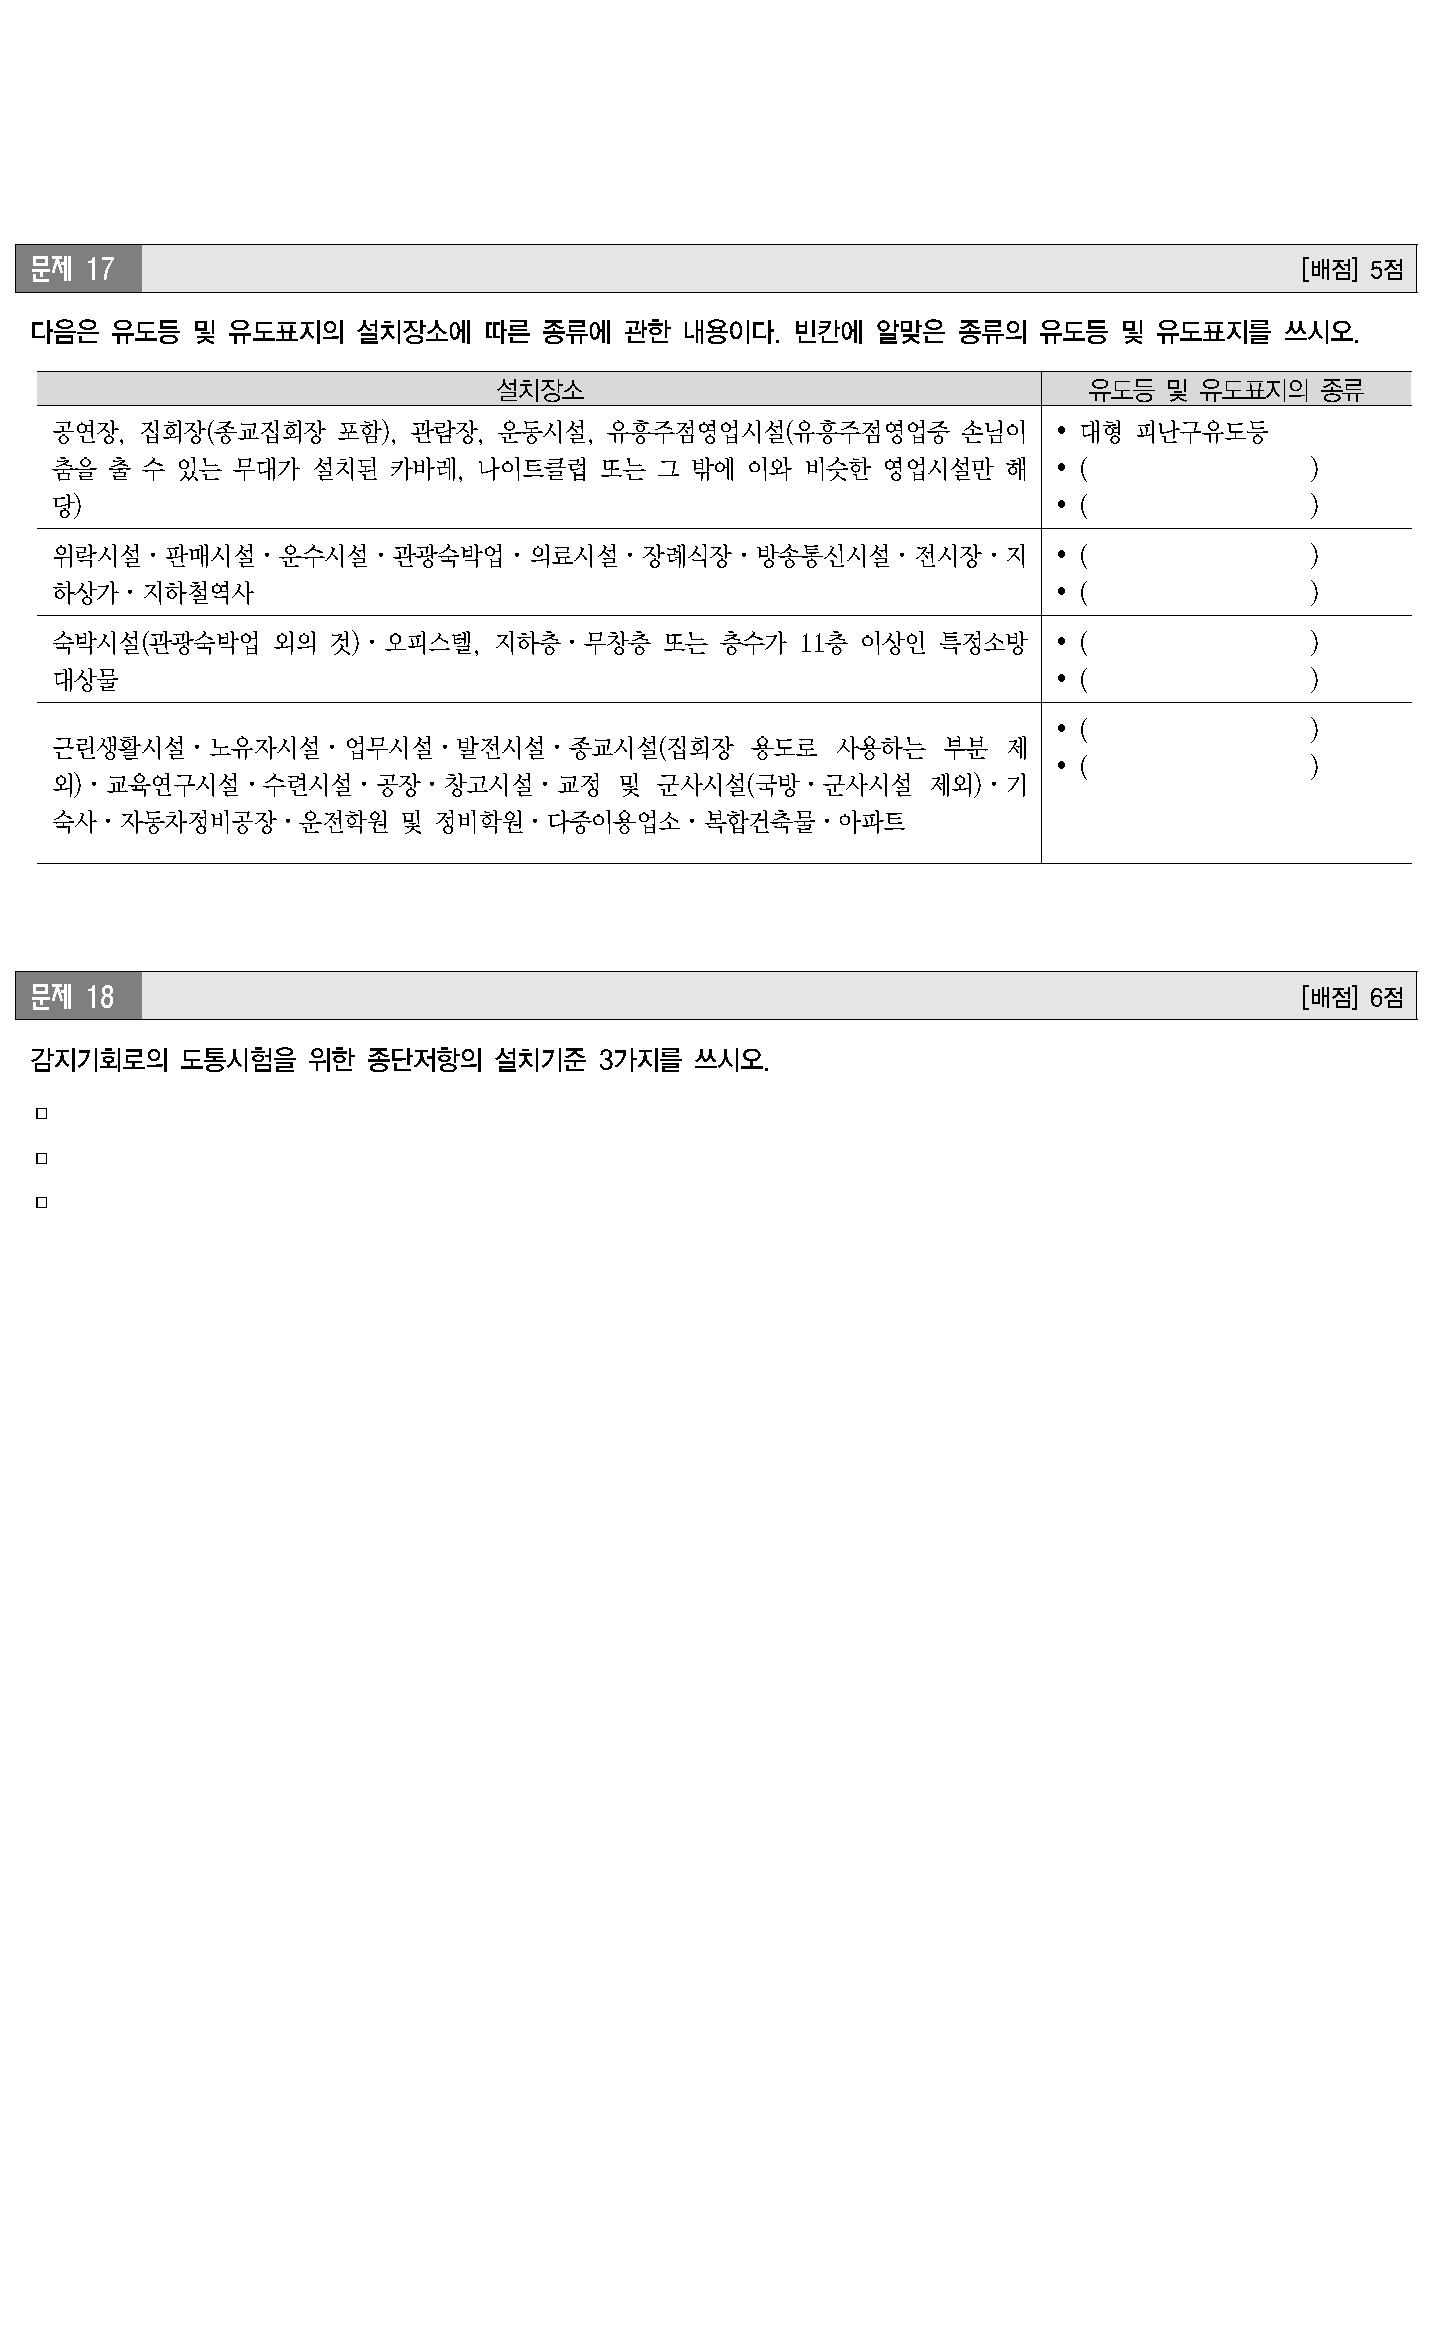 문제 17 [배점] 5점
다음은 유도등 및 유도표지의 설치장소에 따른 종류에 관한 내용이다. 빈칸에 알맞은 종류의 유도등 및 유도표지를 쓰시오.
설치장소 유도등 및 유도표지의 종류
공연장, 집회장(종교집회장 포함), 관람장, 운동시설, 유흥주점영업시설(유흥주점영업중 손님이
춤을 출 수 있는 무대가 설치된 카바레, 나이트클럽 또는 그 밖에 이와 비슷한 영업시설만 해
당)
• 대형 피난구유도등
• ( )
• ( )
위락시설・판매시설・운수시설・관광숙박업・의료시설・장례식장・방송통신시설・전시장・지
하상가・지하철역사
• ( )
• ( )
숙박시설(관광숙박업 외의 것)・오피스텔, 지하층・무창층 또는 층수가 11층 이상인 특정소방
대상물
• ( )
• ( )
근린생활시설・노유자시설・업무시설・발전시설・종교시설(집회장 용도로 사용하는 부분 제
외)・교육연구시설・수련시설・공장・창고시설・교정 및 군사시설(국방・군사시설 제외)・기
숙사・자동차정비공장・운전학원 및 정비학원・다중이용업소・복합건축물・아파트
• ( )
• ( )
문제 18 [배점] 6점
감지기회로의 도통시험을 위한 종단저항의 설치기준 3가지를 쓰시오.
□
□
□